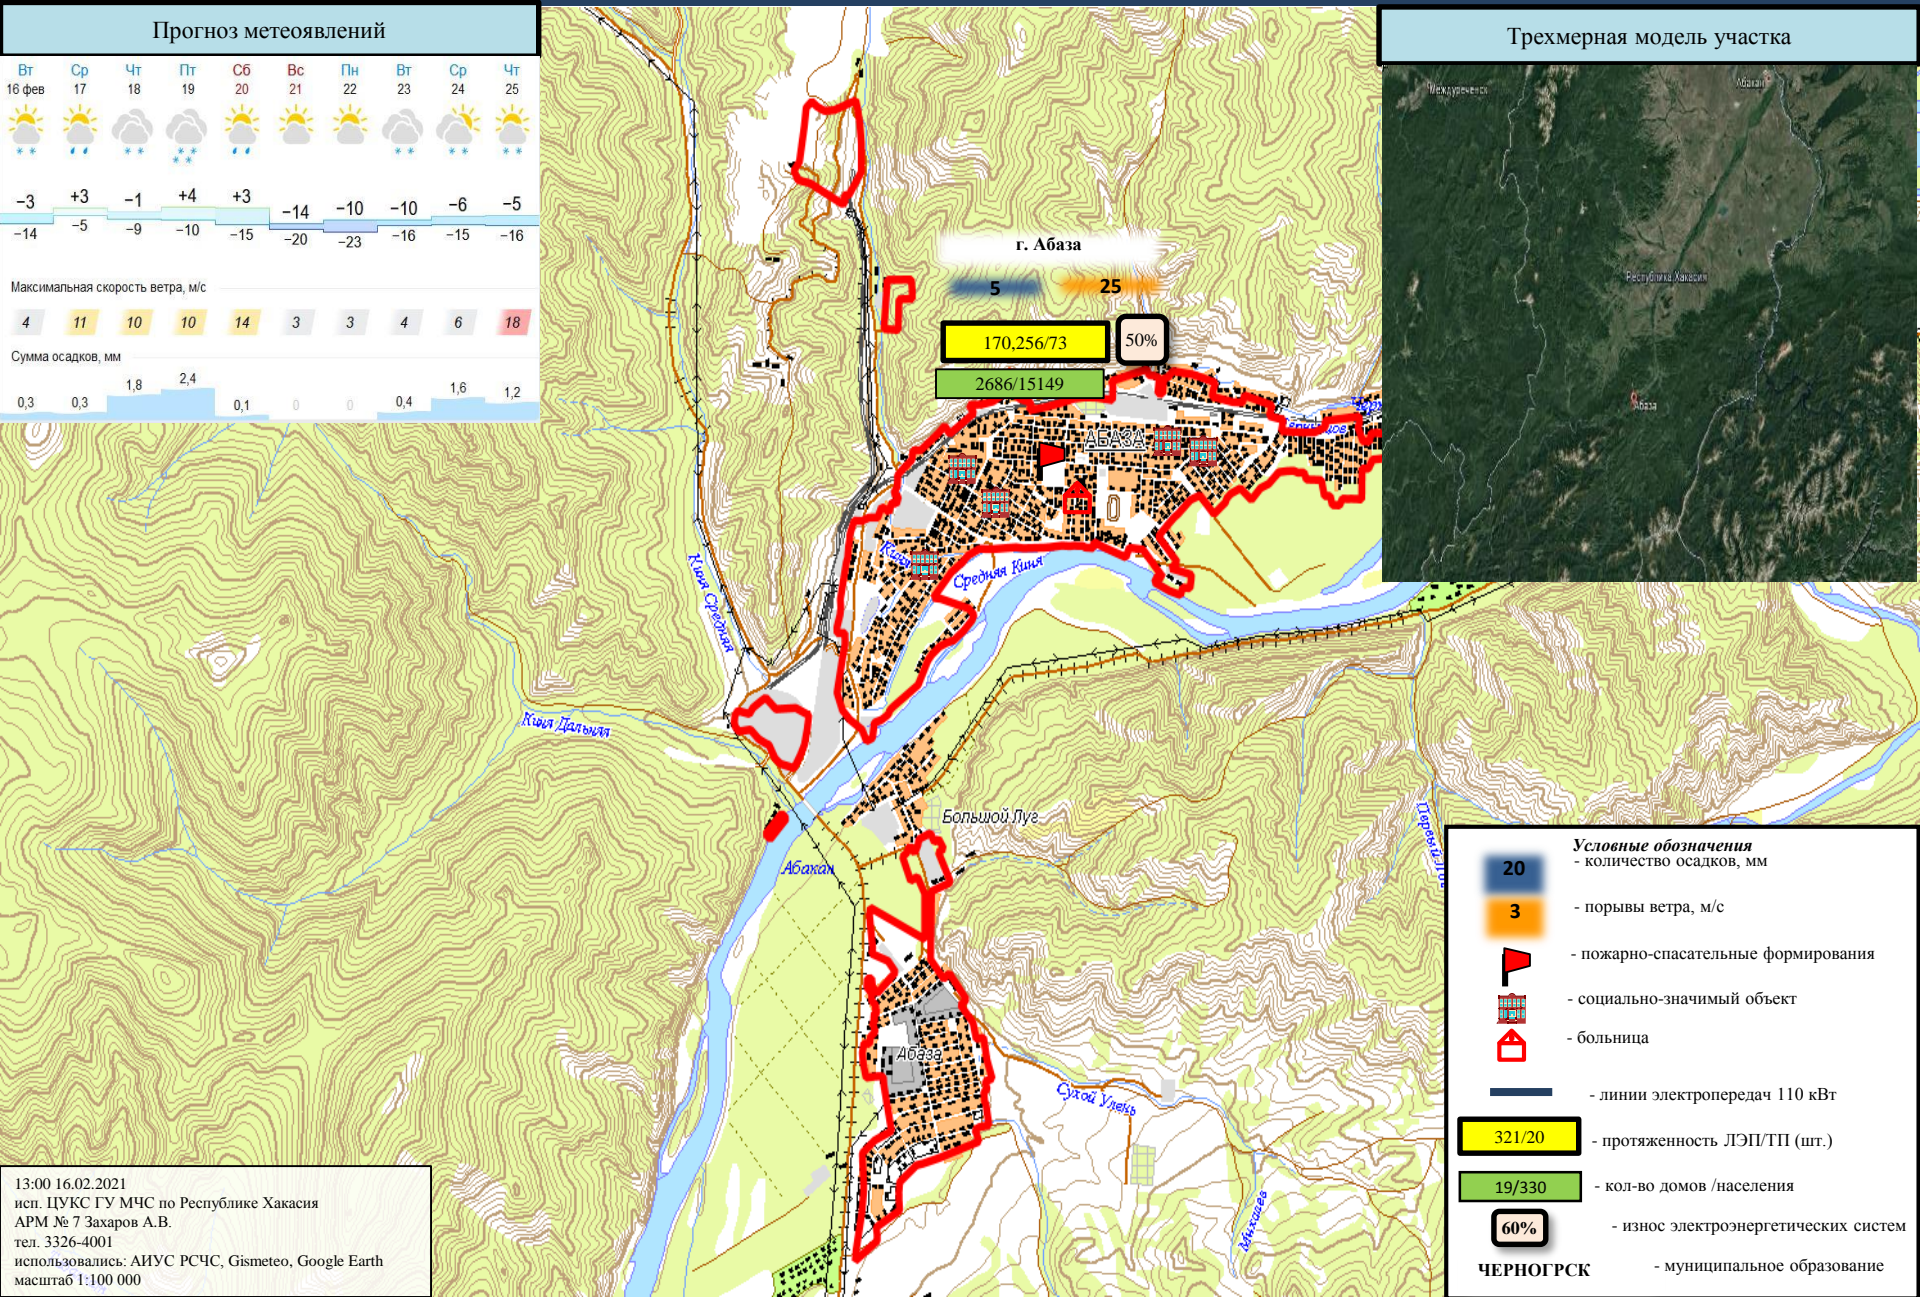 Прогноз метеоявлений
Вт Ср Чт Пт Сб Вс Пн Вт Ср Чт
16 фев 17 18 19 20 21 22 23 24 25
−3 +3 −1 +4 +3 −14 −10 −10 −6 −5
−14 −5 −9 −10 −15 −20 −23 −16 −15 −16
Максимальная скорость ветра, м/с
4 11 10 10 14 3 3 4 6 18
Сумма осадков, мм
0,3 0,3 1,8 2,4 0,1 0 0 0,4 1,6 1,2
г. Абаза
5 25
170,256/73 50%
2686/15149
АБАЗА
Средняя Киня
Киня Средняя
Киня Дальняя
Большой Луг
Абакан
Абаза
Сухой Улень
Михалев
Первый
Трехмерная модель участка
Междуреченск
Абакан
Республика Хакасия
Абаза
Условные обозначения
20 - количество осадков, мм
3 - порывы ветра, м/с
- пожарно-спасательные формирования
- социально-значимый объект
- больница
- линии электропередач 110 кВт
321/20 - протяженность ЛЭП/ТП (шт.)
19/330 - кол-во домов /населения
60% - износ электроэнергетических систем
ЧЕРНОГРСК - муниципальное образование
13:00 16.02.2021
исп. ЦУКС ГУ МЧС по Республике Хакасия
АРМ № 7 Захаров А.В.
тел. 3326-4001
использовались: АИУС РСЧС, Gismeteo, Google Earth
масштаб 1:100 000